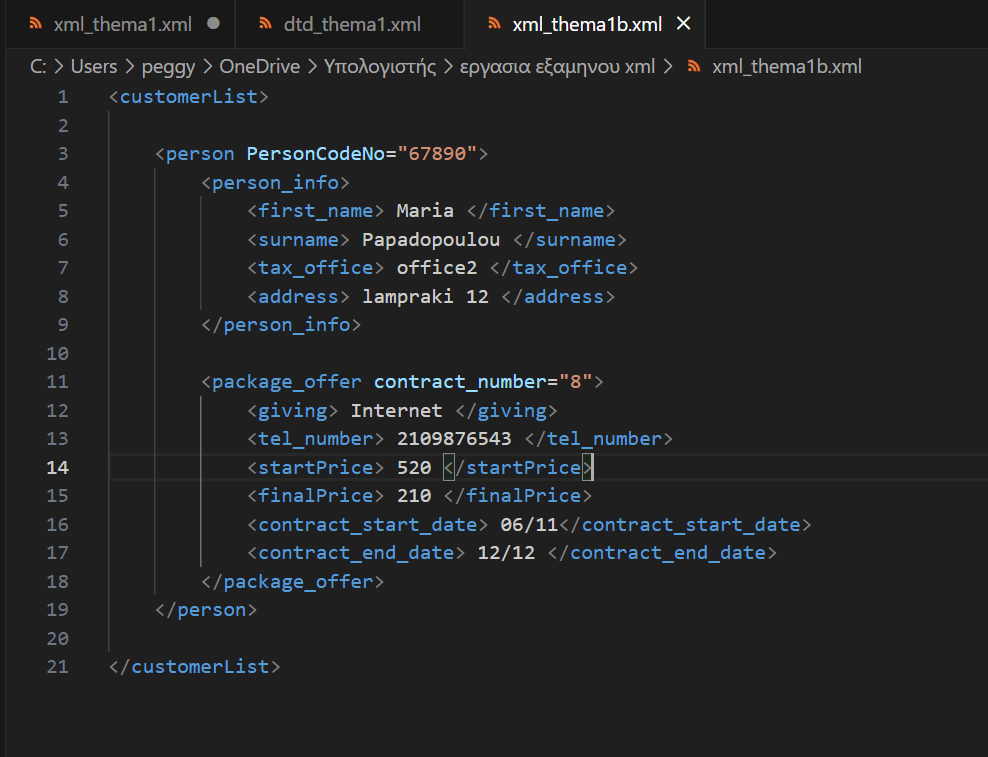 xml_thema1.xml dtd_thema1.xml xml_thema1b.xml
C: > Users > peggy > OneDrive > Υπολογιστής > εργασια εξαμηνου xml > xml_thema1b.xml
1 <customerList>
2
3 <person PersonCodeNo="67890">
4 <person_info>
5 <first_name> Maria </first_name>
6 <surname> Papadopoulou </surname>
7 <tax_office> office2 </tax_office>
8 <address> lampraki 12 </address>
9 </person_info>
10
11 <package_offer contract_number="8">
12 <giving> Internet </giving>
13 <tel_number> 2109876543 </tel_number>
14 <startPrice> 520 </startPrice>
15 <finalPrice> 210 </finalPrice>
16 <contract_start_date> 06/11</contract_start_date>
17 <contract_end_date> 12/12 </contract_end_date>
18 </package_offer>
19 </person>
20
21 </customerList>